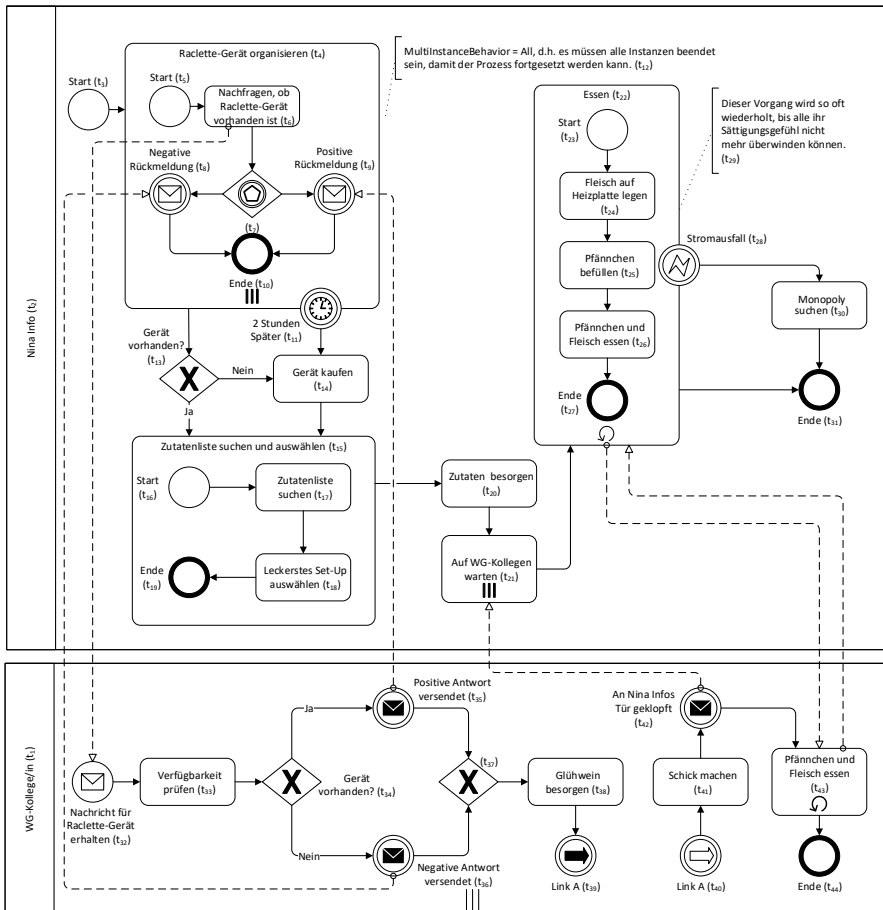 Nina Info (t2)
Raclette-Gerät organisieren (t4)
MultiInstanceBehavior = All, d.h. es müssen alle Instanzen beendet
sein, damit der Prozess fortgesetzt werden kann. (t12)
Start (t3)
Start (t5)
Nachfragen, ob
Raclette-Gerät
vorhanden ist (t6)
Negative
Rückmeldung (t8)
Positive
Rückmeldung (t9)
(t7)
Ende (t10)
2 Stunden
Später (t11)
Gerät
vorhanden?
(t13)
Nein
Ja
Gerät kaufen
(t14)
Zutatenliste suchen und auswählen (t15)
Start
(t16)
Zutatenliste
suchen (t17)
Leckerstes Set-Up
auswählen (t18)
Ende
(t19)
Zutaten besorgen
(t20)
Auf WG-Kollegen
warten (t21)
Essen (t22)
Start
(t23)
Fleisch auf
Heizplatte legen
(t24)
Pfännchen
befüllen (t25)
Pfännchen und
Fleisch essen (t26)
Ende
(t27)
Dieser Vorgang wird so oft
wiederholt, bis alle ihr
Sättigungsgefühl nicht
mehr überwinden können.
(t29)
Stromausfall (t28)
Monopoly
suchen (t30)
Ende (t31)
WG-Kollege/in (t1)
Nachricht für
Raclette-Gerät
erhalten (t32)
Verfügbarkeit
prüfen (t33)
Ja
Gerät
vorhanden? (t34)
Nein
Positive Antwort
versendet (t35)
Negative Antwort
versendet (t36)
(t37)
Glühwein
besorgen (t38)
Link A (t39)
Link A (t40)
Schick machen
(t41)
An Nina Infos
Tür geklopft
(t42)
Pfännchen und
Fleisch essen
(t43)
Ende (t44)